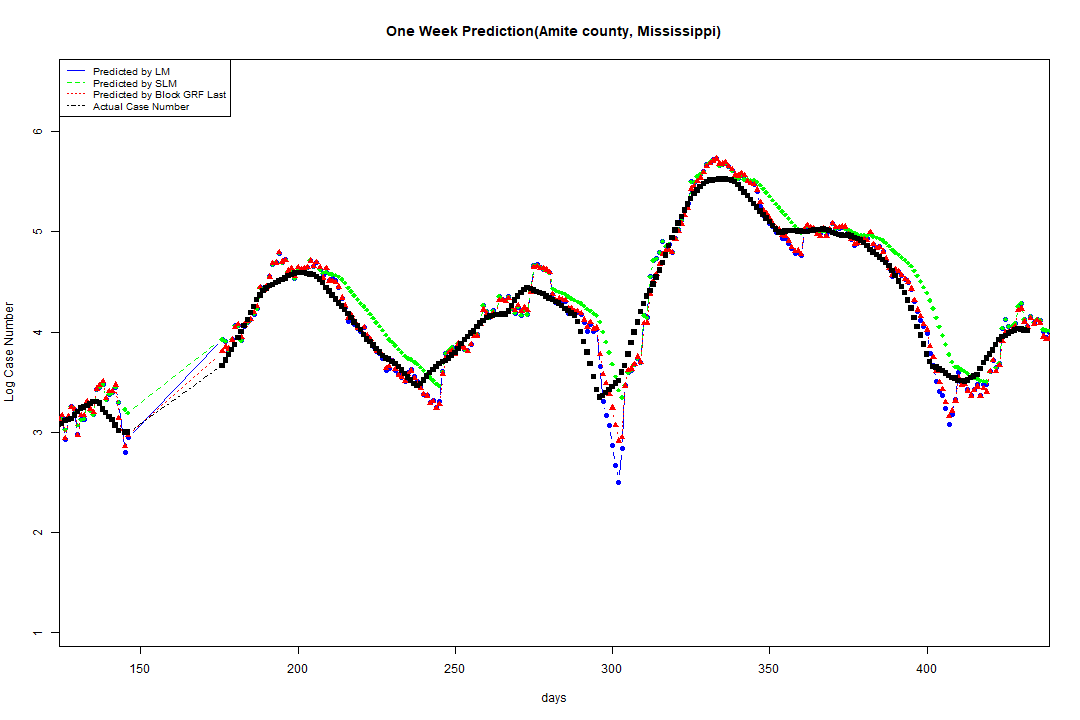 One Week Prediction(Amite county, Mississippi)
Predicted by LM
Predicted by SLM
Predicted by Block GRF Last
Actual Case Number
Log Case Number
6
5
4
3
2
1
150 200 250 300 350 400
days